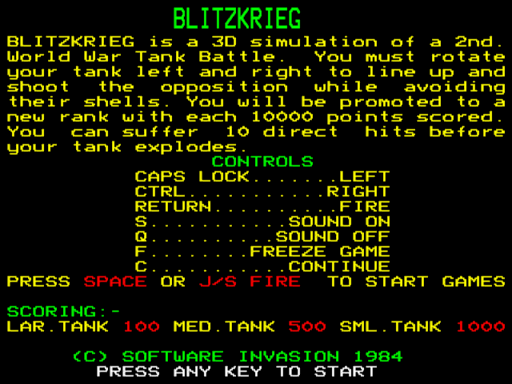 BLITZKRIEG
BLITZKRIEG is a 3D simulation of a 2nd.
World War Tank Battle. You must rotate
your tank left and right to line up and
shoot the opposition while avoiding
their shells. You will be promoted to a
new rank with each 10000 points scored.
You can suffer 10 direct hits before
your tank explodes.
CONTROLS
CAPS LOCK.......LEFT
CTRL............RIGHT
RETURN..........FIRE
S...........SOUND ON
Q..........SOUND OFF
F........FREEZE GAME
C...........CONTINUE
PRESS SPACE OR J/S FIRE TO START GAMES
SCORING:-
LAR.TANK 100 MED.TANK 500 SML.TANK 1000
(C) SOFTWARE INVASION 1984
PRESS ANY KEY TO START